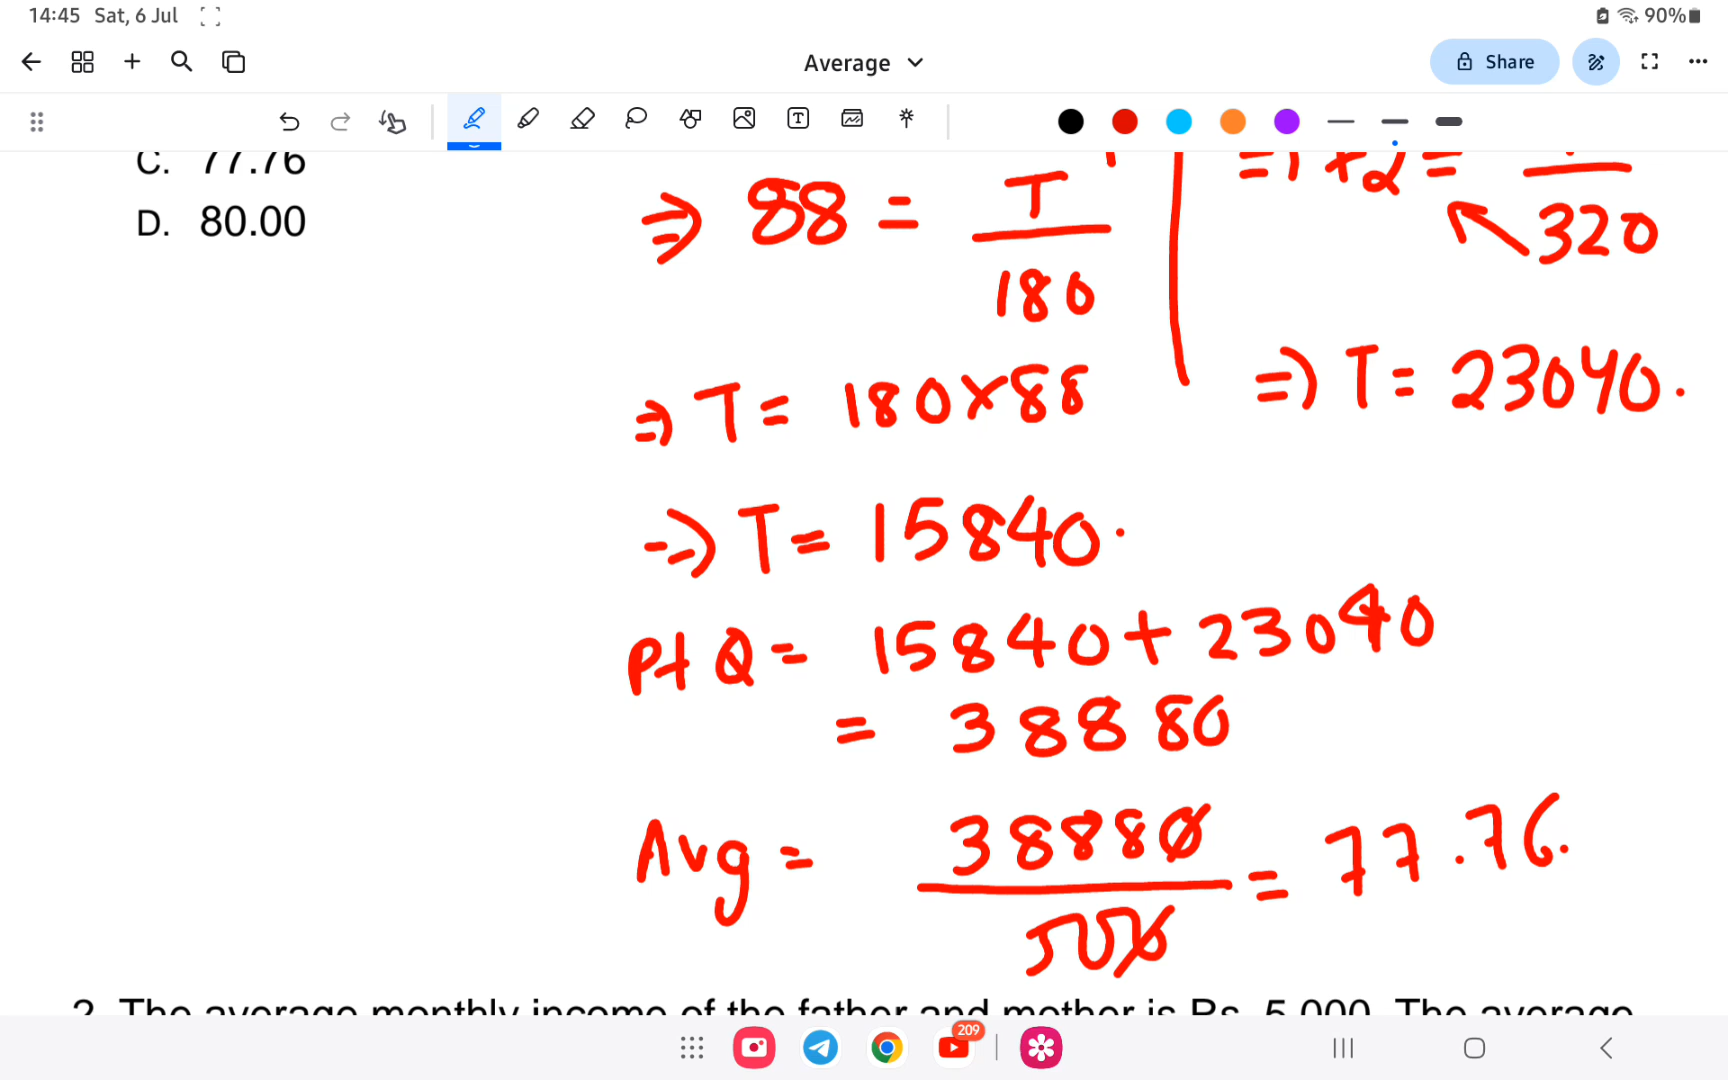 14:45 Sat, 6 Jul 90%
Average Share
C. 77.76
D. 80.00
⇒ 88 = T / 180
320
⇒ T = 180×88
⇒ T = 23040.
⇒ T = 15840.
P+Q = 15840+23040
= 38880
Avg = 38880 / 500 = 77.76.
2. The average monthly income of the father and mother is Rs. 5,000. The average
209